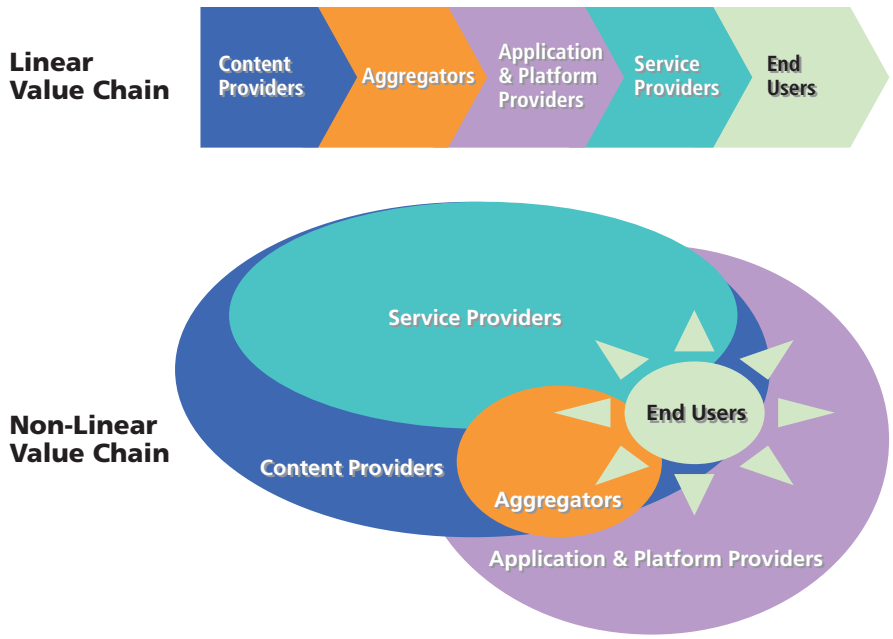 Linear
Value Chain
Content
Providers
Aggregators
Application
& Platform
Providers
Service
Providers
End
Users
Non-Linear
Value Chain
Service Providers
End Users
Content Providers
Aggregators
Application & Platform Providers